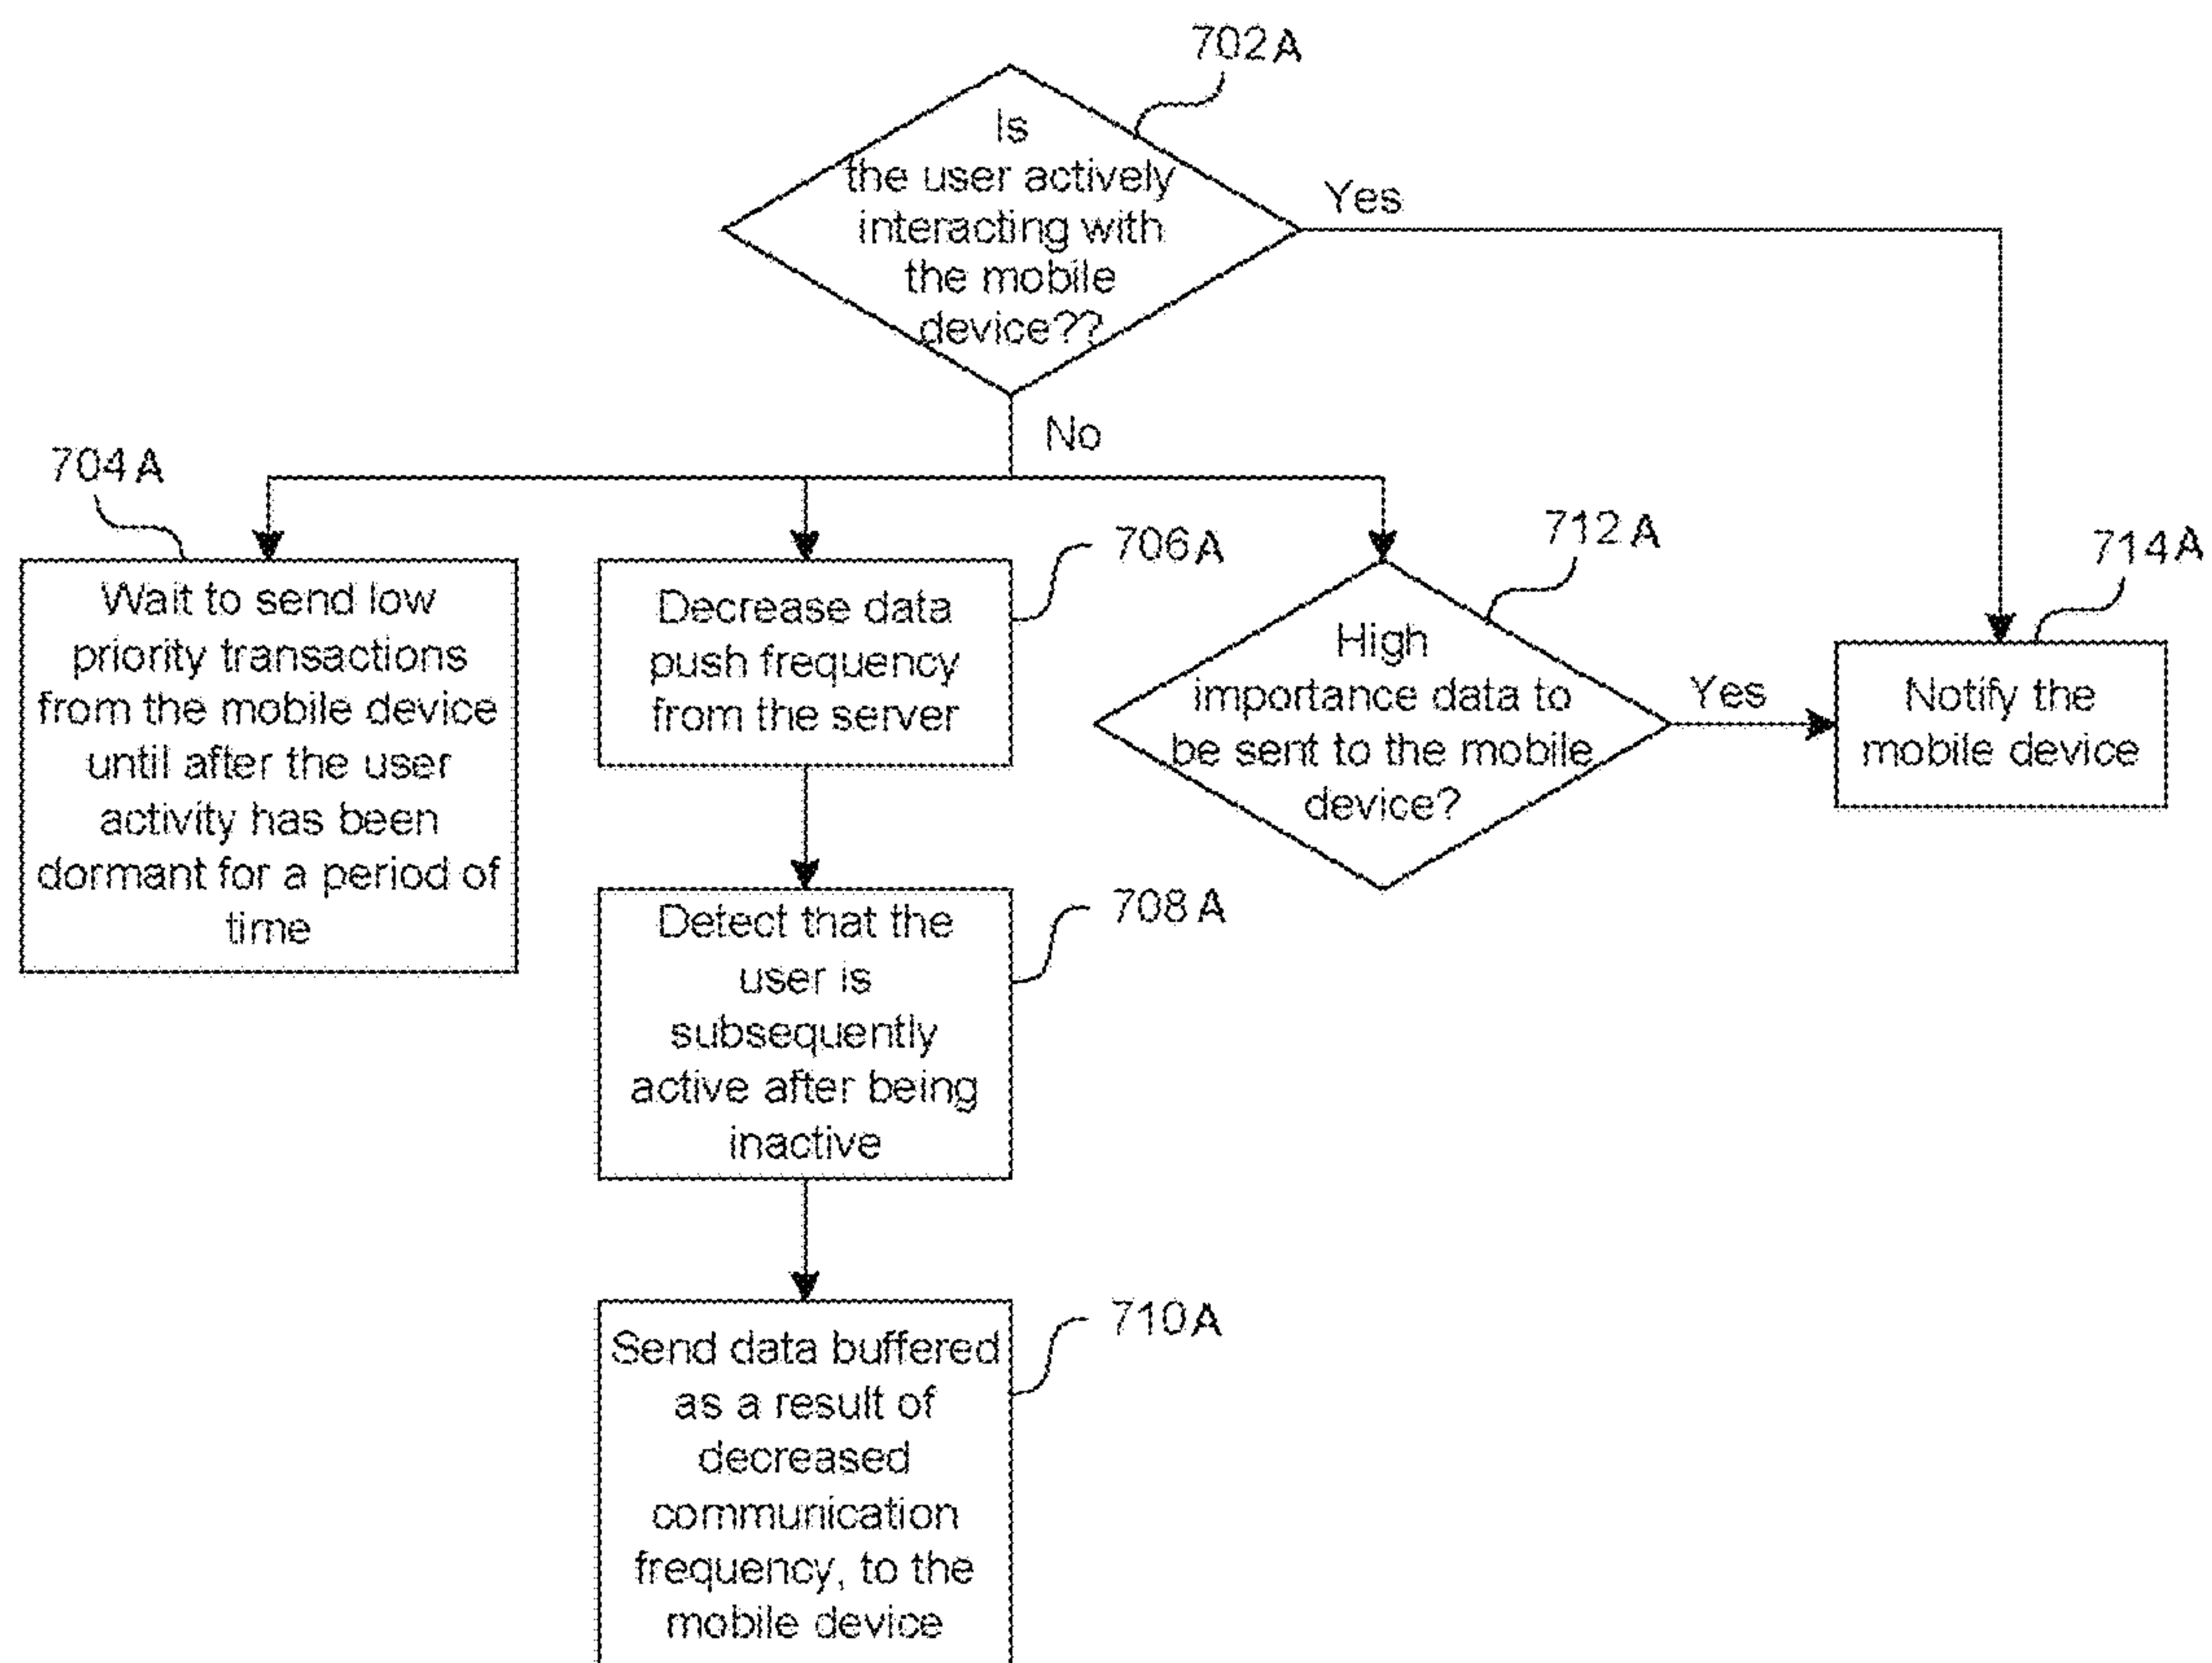 702A
Is
the user actively
interacting with
the mobile
device??
Yes
No
704A
Wait to send low
priority transactions
from the mobile device
until after the user
activity has been
dormant for a period of
time
706A
Decrease data
push frequency
from the server
712A
High
importance data to
be sent to the mobile
device?
Yes
714A
Notify the
mobile device
708A
Detect that the
user is
subsequently
active after being
inactive
710A
Send data buffered
as a result of
decreased
communication
frequency, to the
mobile device